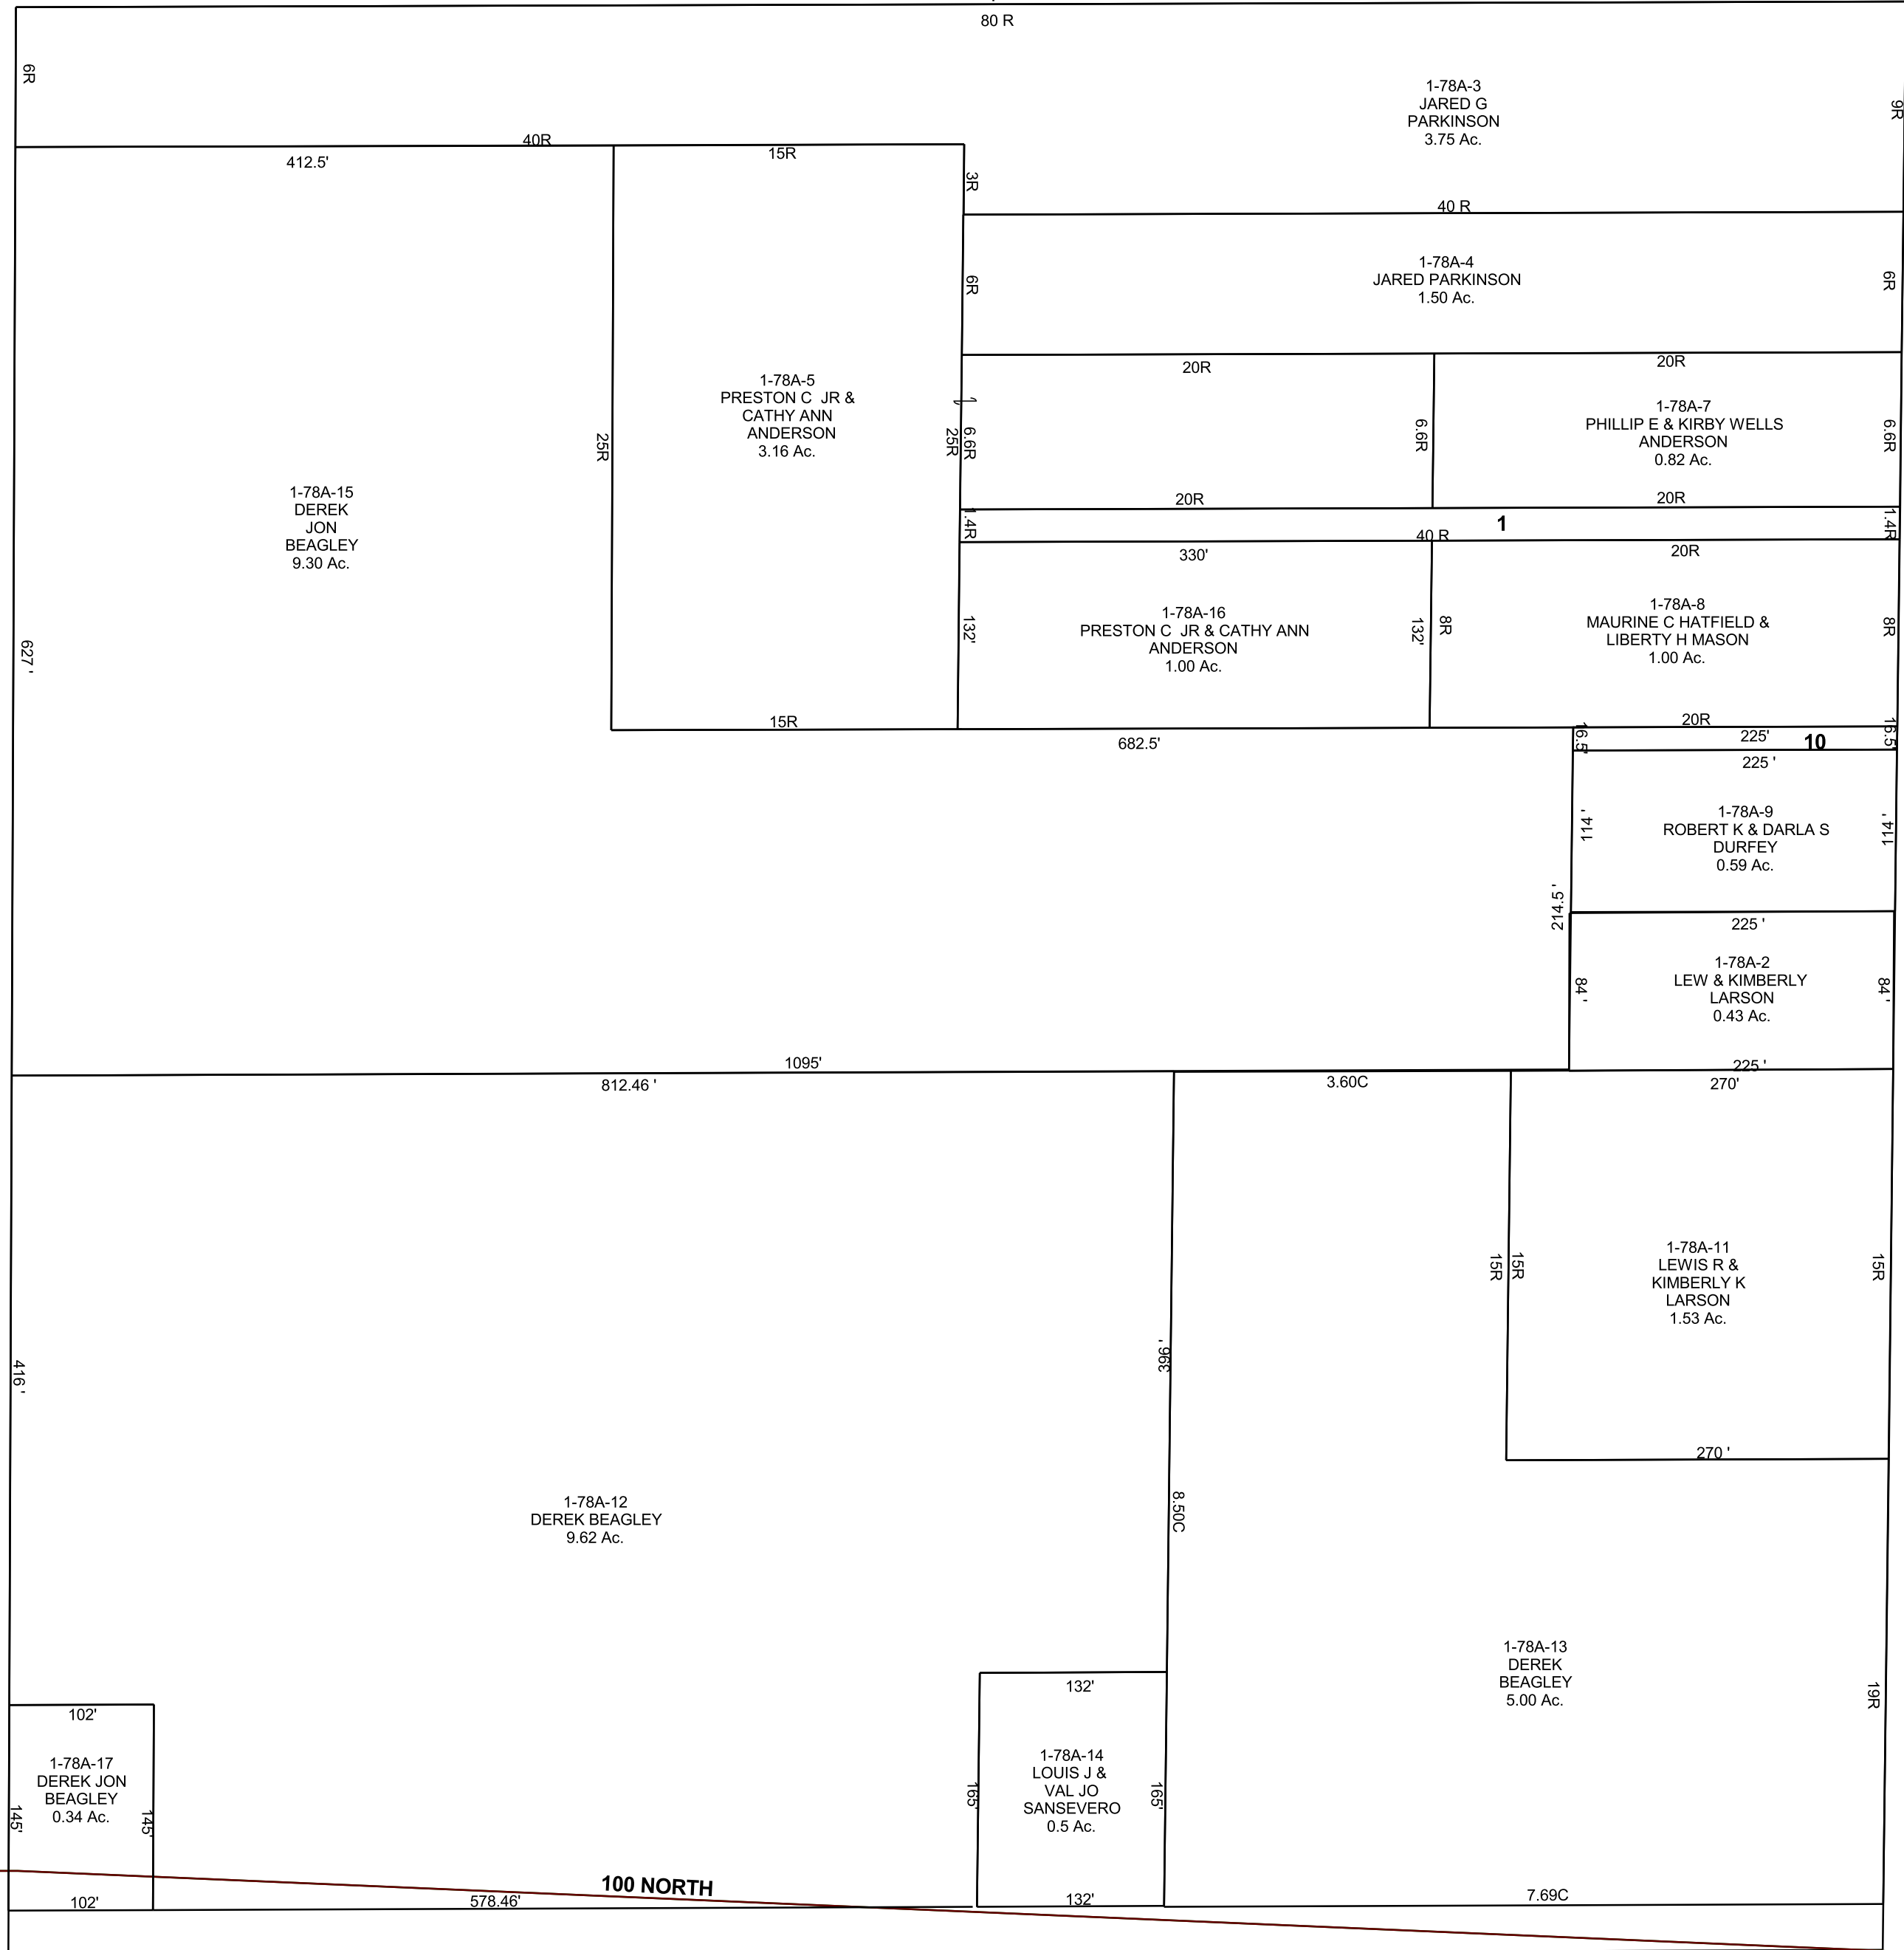 80 R
6R
1-78A-3
JARED G
PARKINSON
3.75 Ac.
9R
40R
412.5'
15R
3R
40 R
1-78A-4
JARED PARKINSON
1.50 Ac.
6R
6R
20R
20R
1-78A-5
PRESTON C JR &
CATHY ANN
ANDERSON
3.16 Ac.
25R
25R
6.6R
6.6R
1-78A-7
PHILLIP E & KIRBY WELLS
ANDERSON
0.82 Ac.
6.6R
1-78A-15
DEREK
JON
BEAGLEY
9.30 Ac.
20R
20R
1.4R
1
1.4R
40 R
330'
20R
1-78A-16
PRESTON C JR & CATHY ANN
ANDERSON
1.00 Ac.
132'
132'
8R
1-78A-8
MAURINE C HATFIELD &
LIBERTY H MASON
1.00 Ac.
8R
627 '
15R
20R
682.5'
16.5'
225'
10
16.5'
225 '
114 '
1-78A-9
ROBERT K & DARLA S
DURFEY
0.59 Ac.
114 '
214.5 '
225 '
84 '
1-78A-2
LEW & KIMBERLY
LARSON
0.43 Ac.
84 '
1095'
225 '
812.46 '
3.60C
270'
15R
15R
1-78A-11
LEWIS R &
KIMBERLY K
LARSON
1.53 Ac.
15R
416 '
396 '
270 '
1-78A-12
DEREK BEAGLEY
9.62 Ac.
8.50C
1-78A-13
DEREK
BEAGLEY
5.00 Ac.
19R
132'
102'
1-78A-17
DEREK JON
BEAGLEY
0.34 Ac.
145'
145'
1-78A-14
LOUIS J &
VAL JO
SANSEVERO
0.5 Ac.
165'
165'
100 NORTH
102'
578.46'
132'
7.69C